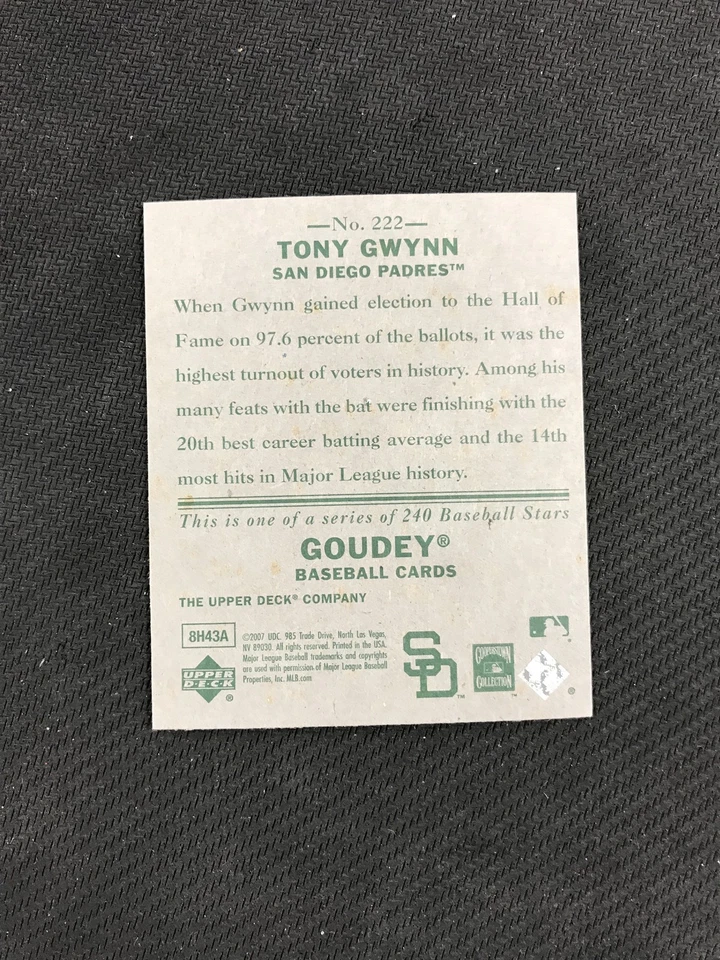 —No. 222—
TONY GWYNN
SAN DIEGO PADRES™
When Gwynn gained election to the Hall of
Fame on 97.6 percent of the ballots, it was the
highest turnout of voters in history. Among his
many feats with the bat were finishing with the
20th best career batting average and the 14th
most hits in Major League history.
This is one of a series of 240 Baseball Stars
GOUDEY®
BASEBALL CARDS
THE UPPER DECK® COMPANY
8H43A
©2007 UDC. 985 Trade Drive, North Las Vegas,
NV 89030. All rights reserved. Printed in the USA.
Major League Baseball trademarks and copyrights
are used with permission of Major League Baseball
Properties, Inc. MLB.com
UPPER
D·E·C·K
®
SD
™
COOPERSTOWN
COLLECTION
™
®